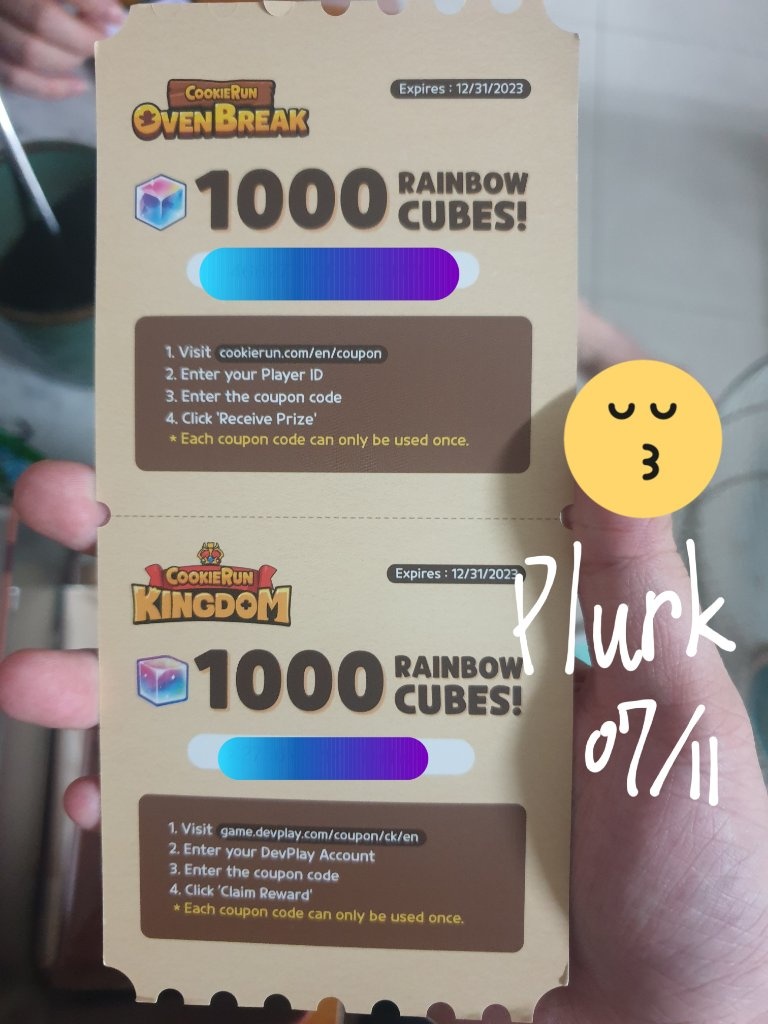 COOKIERUN
OVENBREAK
Expires : 12/31/2023
1000 RAINBOW
CUBES!
1. Visit cookierun.com/en/coupon
2. Enter your Player ID
3. Enter the coupon code
4. Click 'Receive Prize'
* Each coupon code can only be used once.
COOKIERUN
KINGDOM
Expires : 12/31/2023
1000 RAINBOW
CUBES!
1. Visit game.devplay.com/coupon/ck/en
2. Enter your DevPlay Account
3. Enter the coupon code
4. Click 'Claim Reward'
* Each coupon code can only be used once.
Plurk
07/11